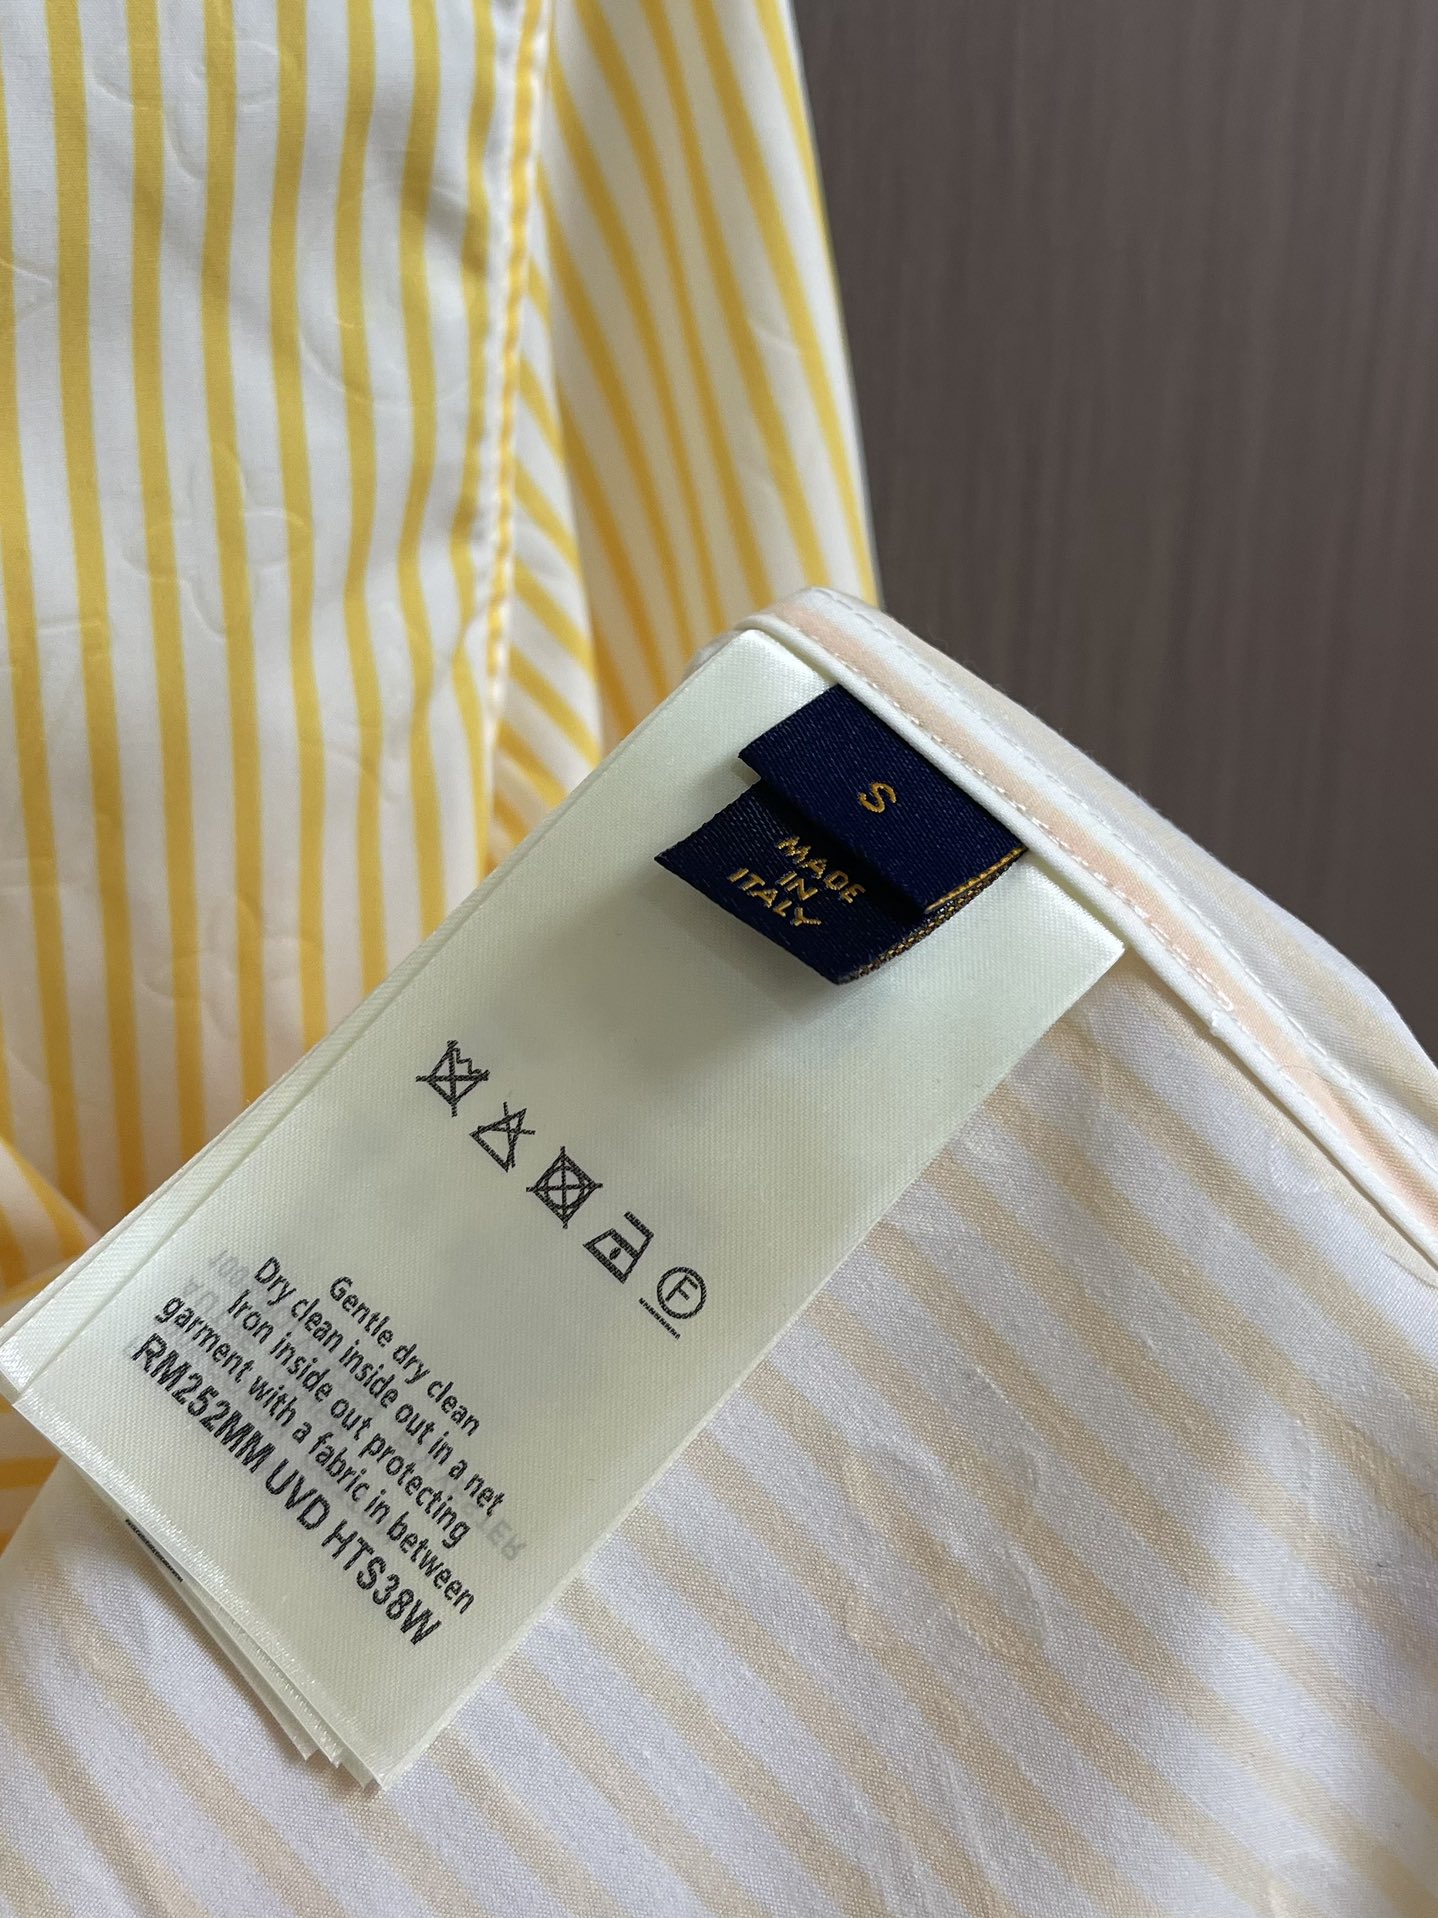 S
MADE
IN
ITALY
F
Gentle dry clean
Dry clean inside out in a net
Iron inside out protecting
garment with a fabric in between
RM252MM UVD HTS38W